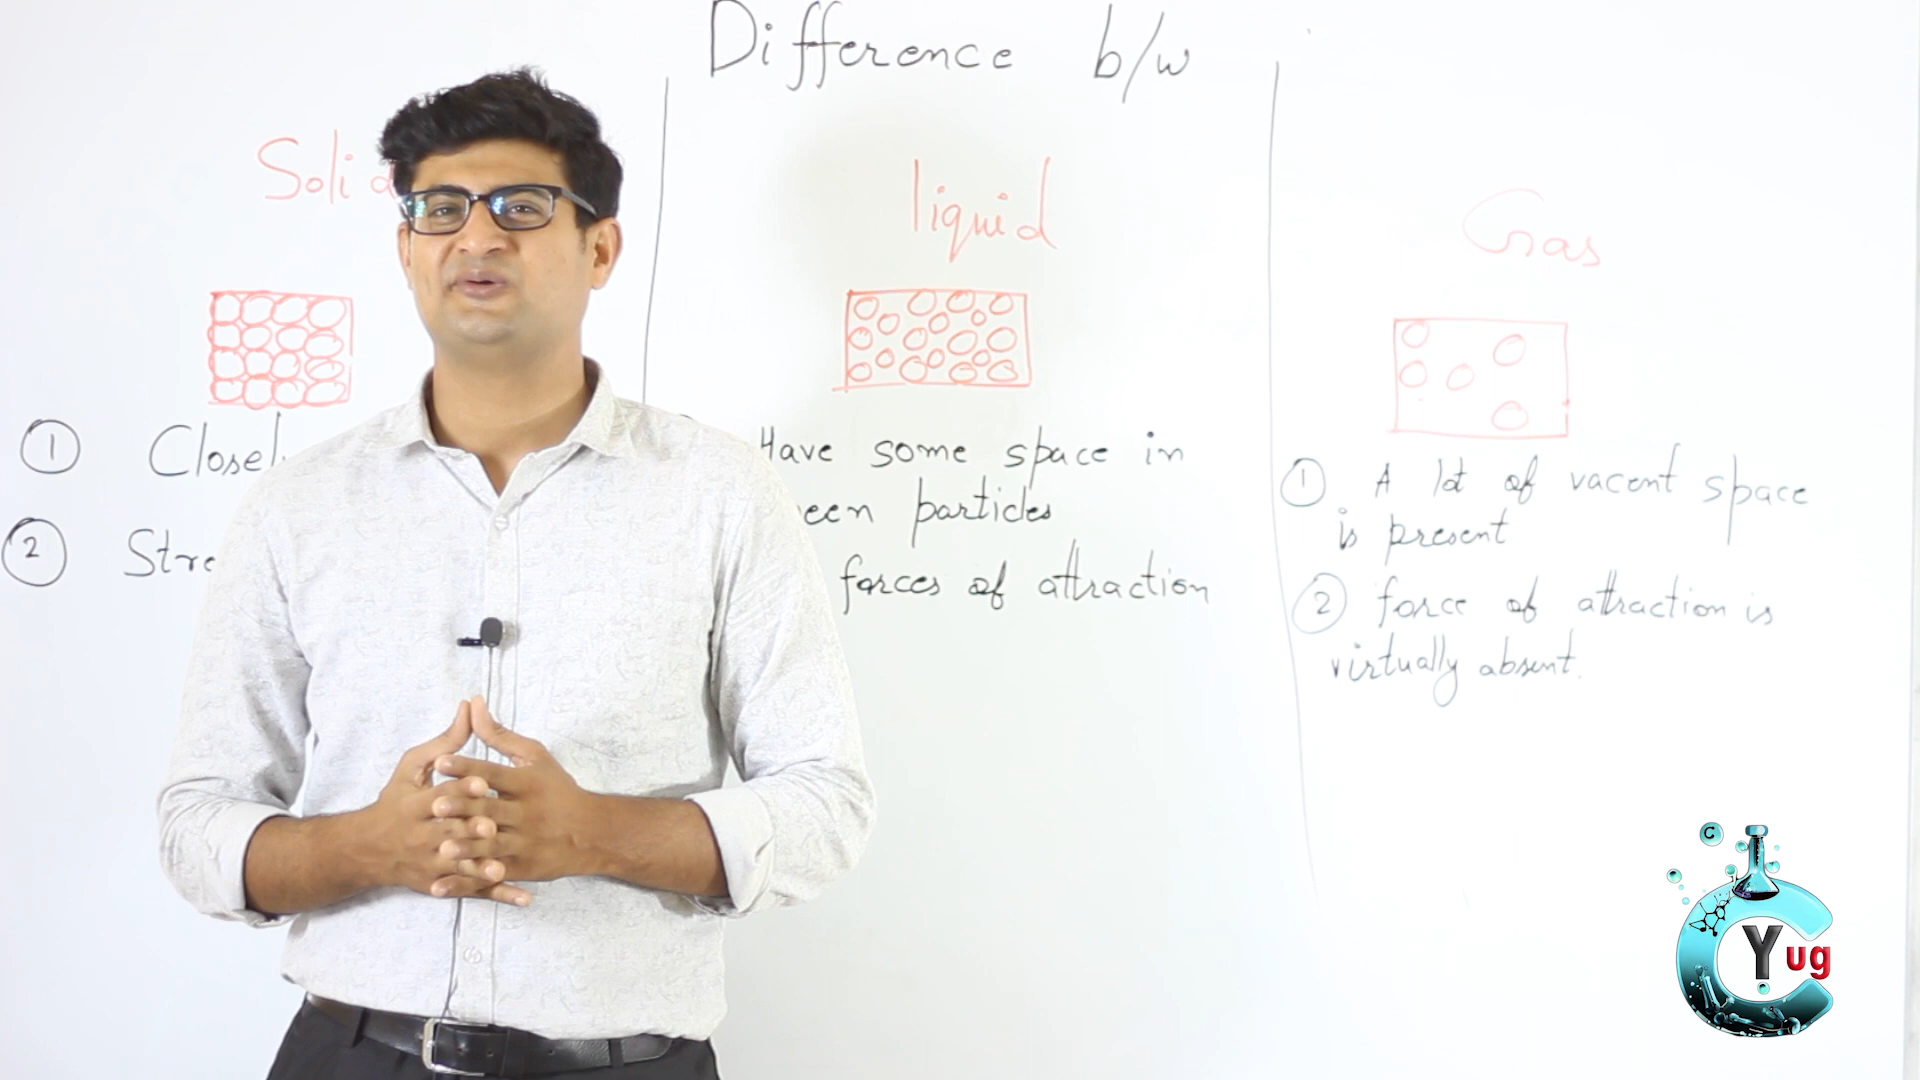 Difference b/w
Solid
① Closel
② Stre
liquid
Have some space in
een particles
forces of attraction
Gas
① A lot of vacent space
is present
② force of attraction is
virtually absent.
C
Yug